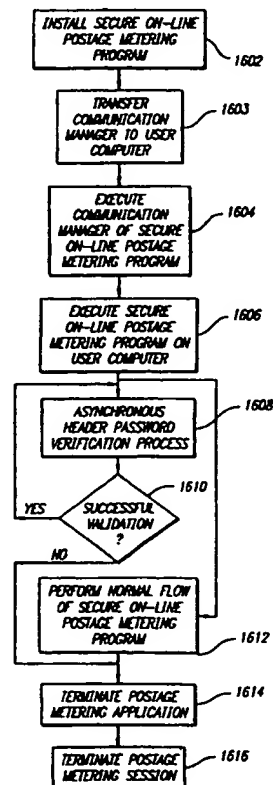 INSTALL SECURE ON-LINE
POSTAGE METERING
PROGRAM
1602
TRANSFER
COMMUNICATION
MANAGER TO USER
COMPUTER
1603
EXECUTE
COMMUNICATION
MANAGER OF SECURE
ON-LINE POSTAGE
METERING PROGRAM
1604
EXECUTE SECURE
ON-LINE POSTAGE
METERING PROGRAM ON
USER COMPUTER
1606
ASYNCHRONOUS
HEADER PASSWORD
VERIFICATION PROCESS
1608
SUCCESSFUL
VALIDATION
?
1610
YES
NO
PERFORM NORMAL FLOW
OF SECURE ON-LINE
POSTAGE METERING
PROGRAM
1612
TERMINATE POSTAGE
METERING APPLICATION
1614
TERMINATE POSTAGE
METERING SESSION
1616